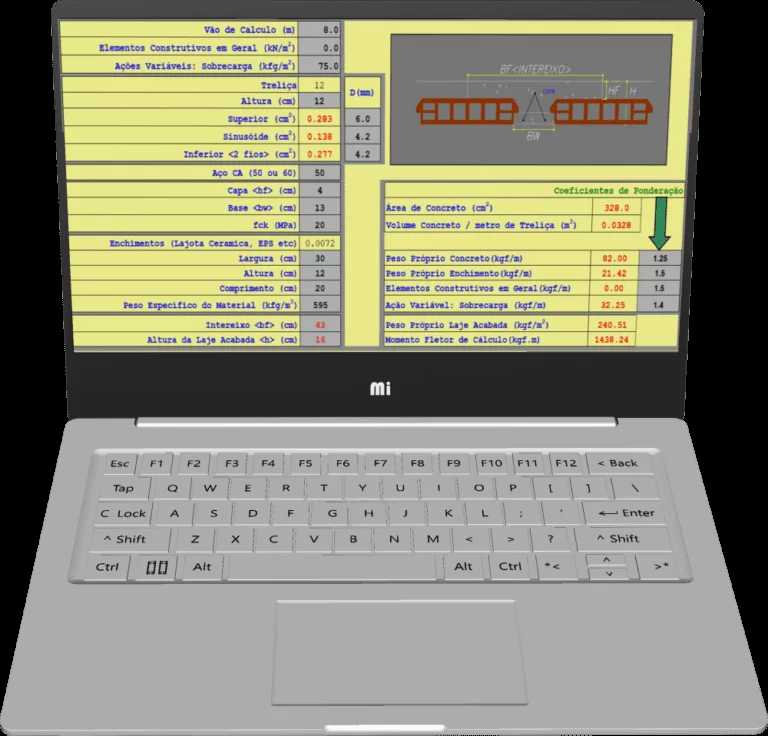 Vão de Calculo (m) 8.0
Elementos Construtivos em Geral (kN/m²) 0.0
Ações Variáveis: Sobrecarga (kfg/m²) 75.0
Treliça 12 D(mm)
Altura (cm) 12
Superior (cm²) 0.283 6.0
Sinusóide (cm²) 0.138 4.2
Inferior <2 fios> (cm²) 0.277 4.2
Aço CA (50 ou 60) 50
Capa <hf> (cm) 4
Base <bw> (cm) 13
fck (MPa) 20
Enchimentos (Lajota Ceramica, EPS etc) 0.0072
Largura (cm) 30
Altura (cm) 12
Comprimento (cm) 20
Peso Especifico do Material (kfg/m³) 595
Intereixo <bf> (cm) 43
Altura da Laje Acabada <h> (cm) 16
BF<INTEREIXO>
HF H
BW
Coeficientes de Ponderação
Área de Concreto (cm²) 328.0
Volume Concreto / metro de Treliça (m³) 0.0328
Peso Próprio Concreto(kgf/m) 82.00 1.25
Peso Próprio Enchimento(kgf/m) 21.42 1.5
Elementos Construtivos em Geral(kgf/m) 0.00 1.5
Ação Variável: Sobrecarga (kgf/m) 32.25 1.4
Peso Próprio Laje Acabada (kgf/m²) 240.51
Momento Fletor de Cálculo(kgf.m) 1438.24
mi
Esc F1 F2 F3 F4 F5 F6 F7 F8 F9 F10 F11 F12 < Back
Tap Q W E R T Y U I O P [ ] \
C Lock A S D F G H J K L ; ' ← Enter
^ Shift Z X C V B N M < > ? ^ Shift
Ctrl Alt Alt Ctrl *< ^ v >*